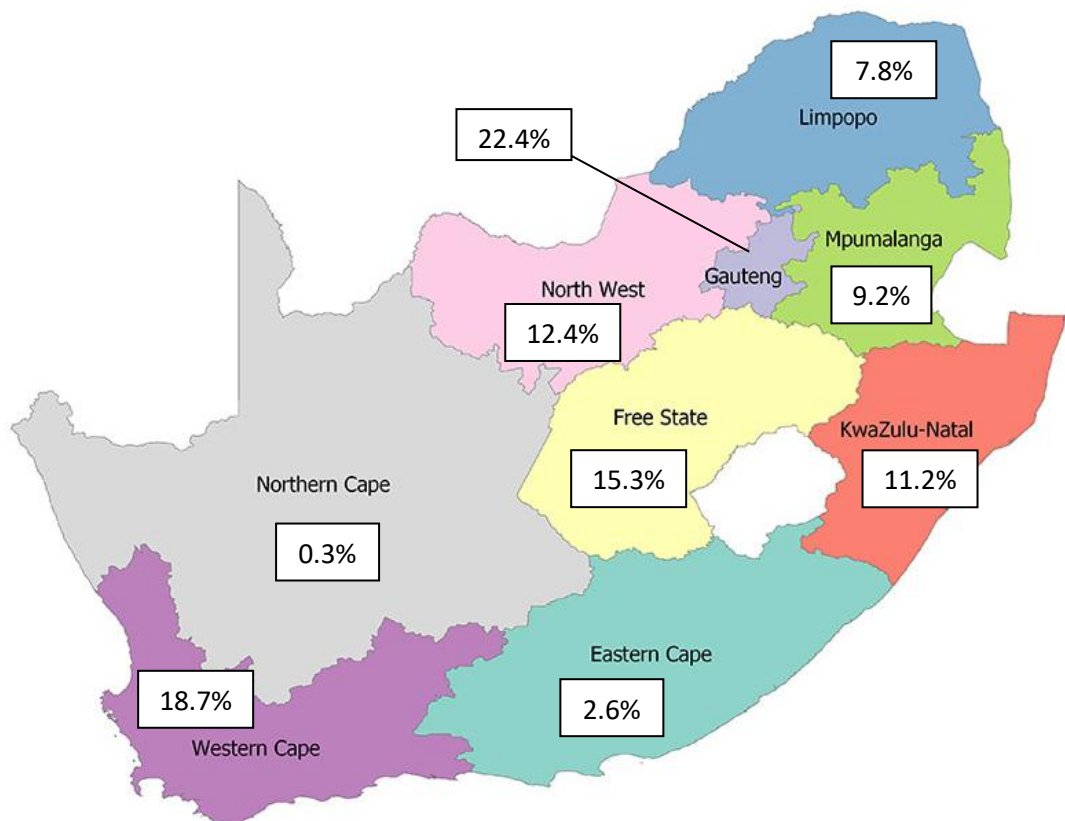 7.8%
Limpopo
22.4%
Mpumalanga
Gauteng
9.2%
North West
12.4%
Free State
KwaZulu-Natal
15.3%
11.2%
Northern Cape
0.3%
Eastern Cape
2.6%
18.7%
Western Cape